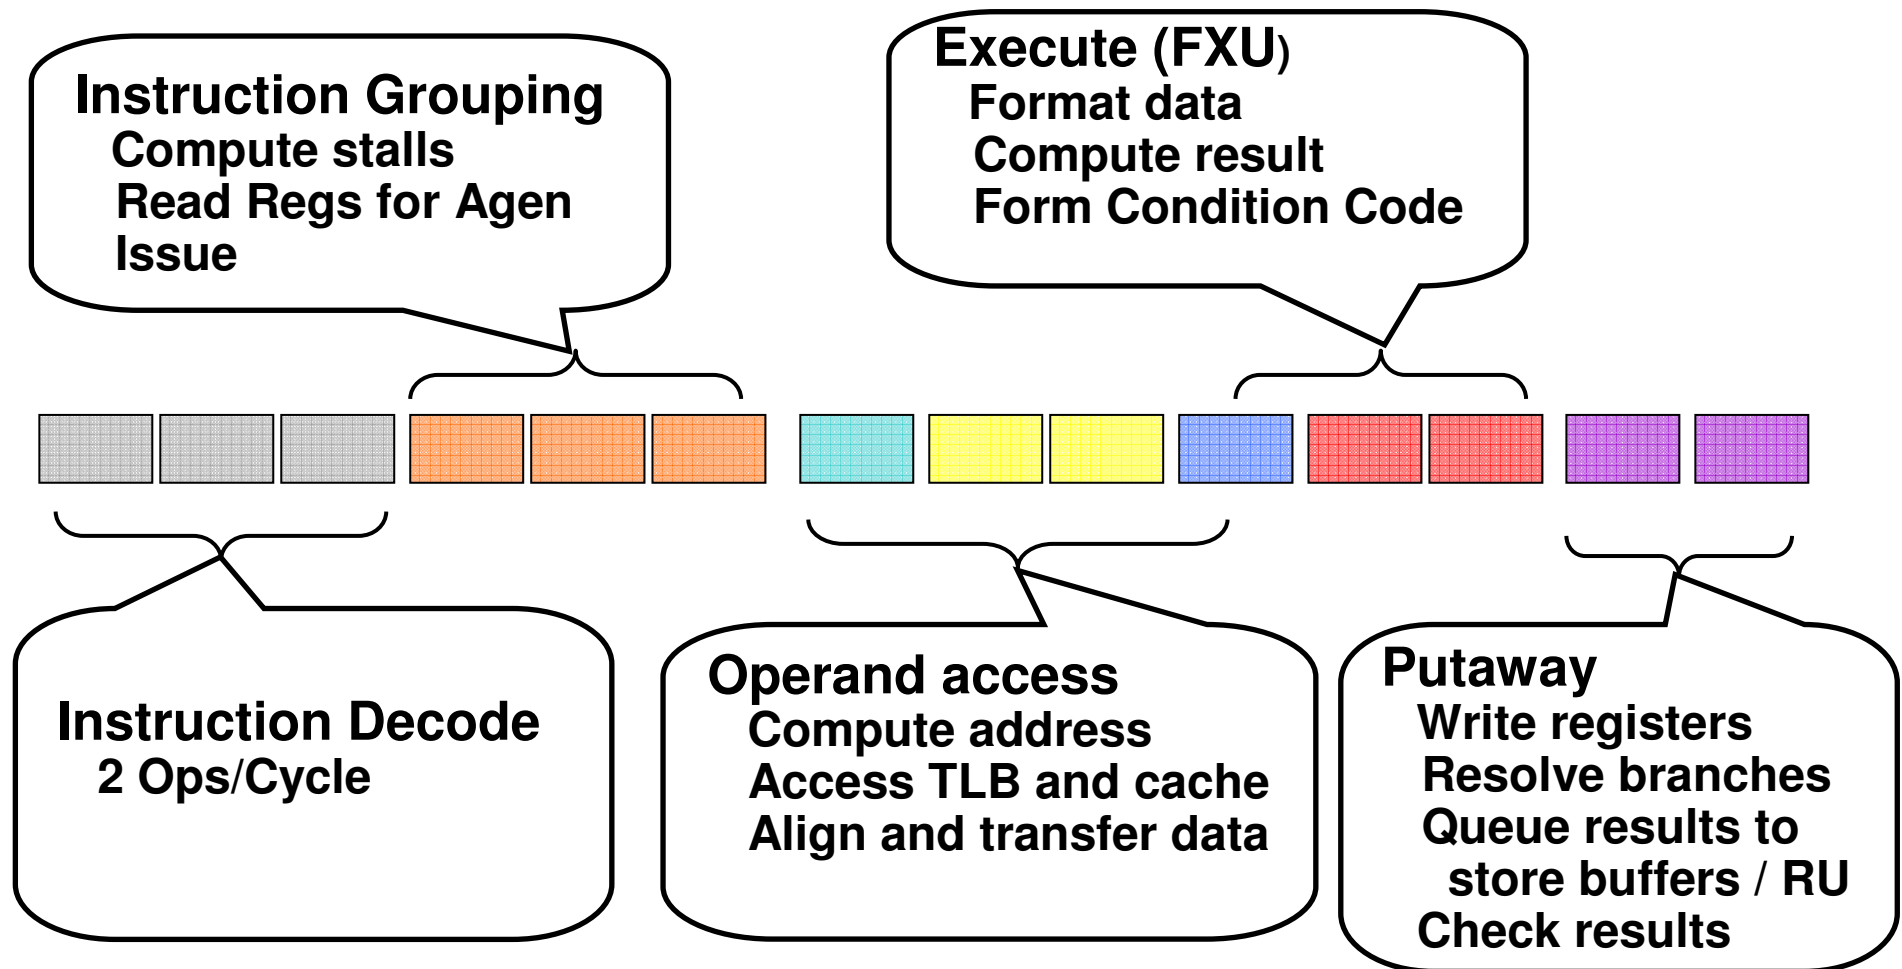 Instruction Grouping
Compute stalls
Read Regs for Agen
Issue
Execute (FXU)
Format data
Compute result
Form Condition Code
Instruction Decode
2 Ops/Cycle
Operand access
Compute address
Access TLB and cache
Align and transfer data
Putaway
Write registers
Resolve branches
Queue results to
store buffers / RU
Check results